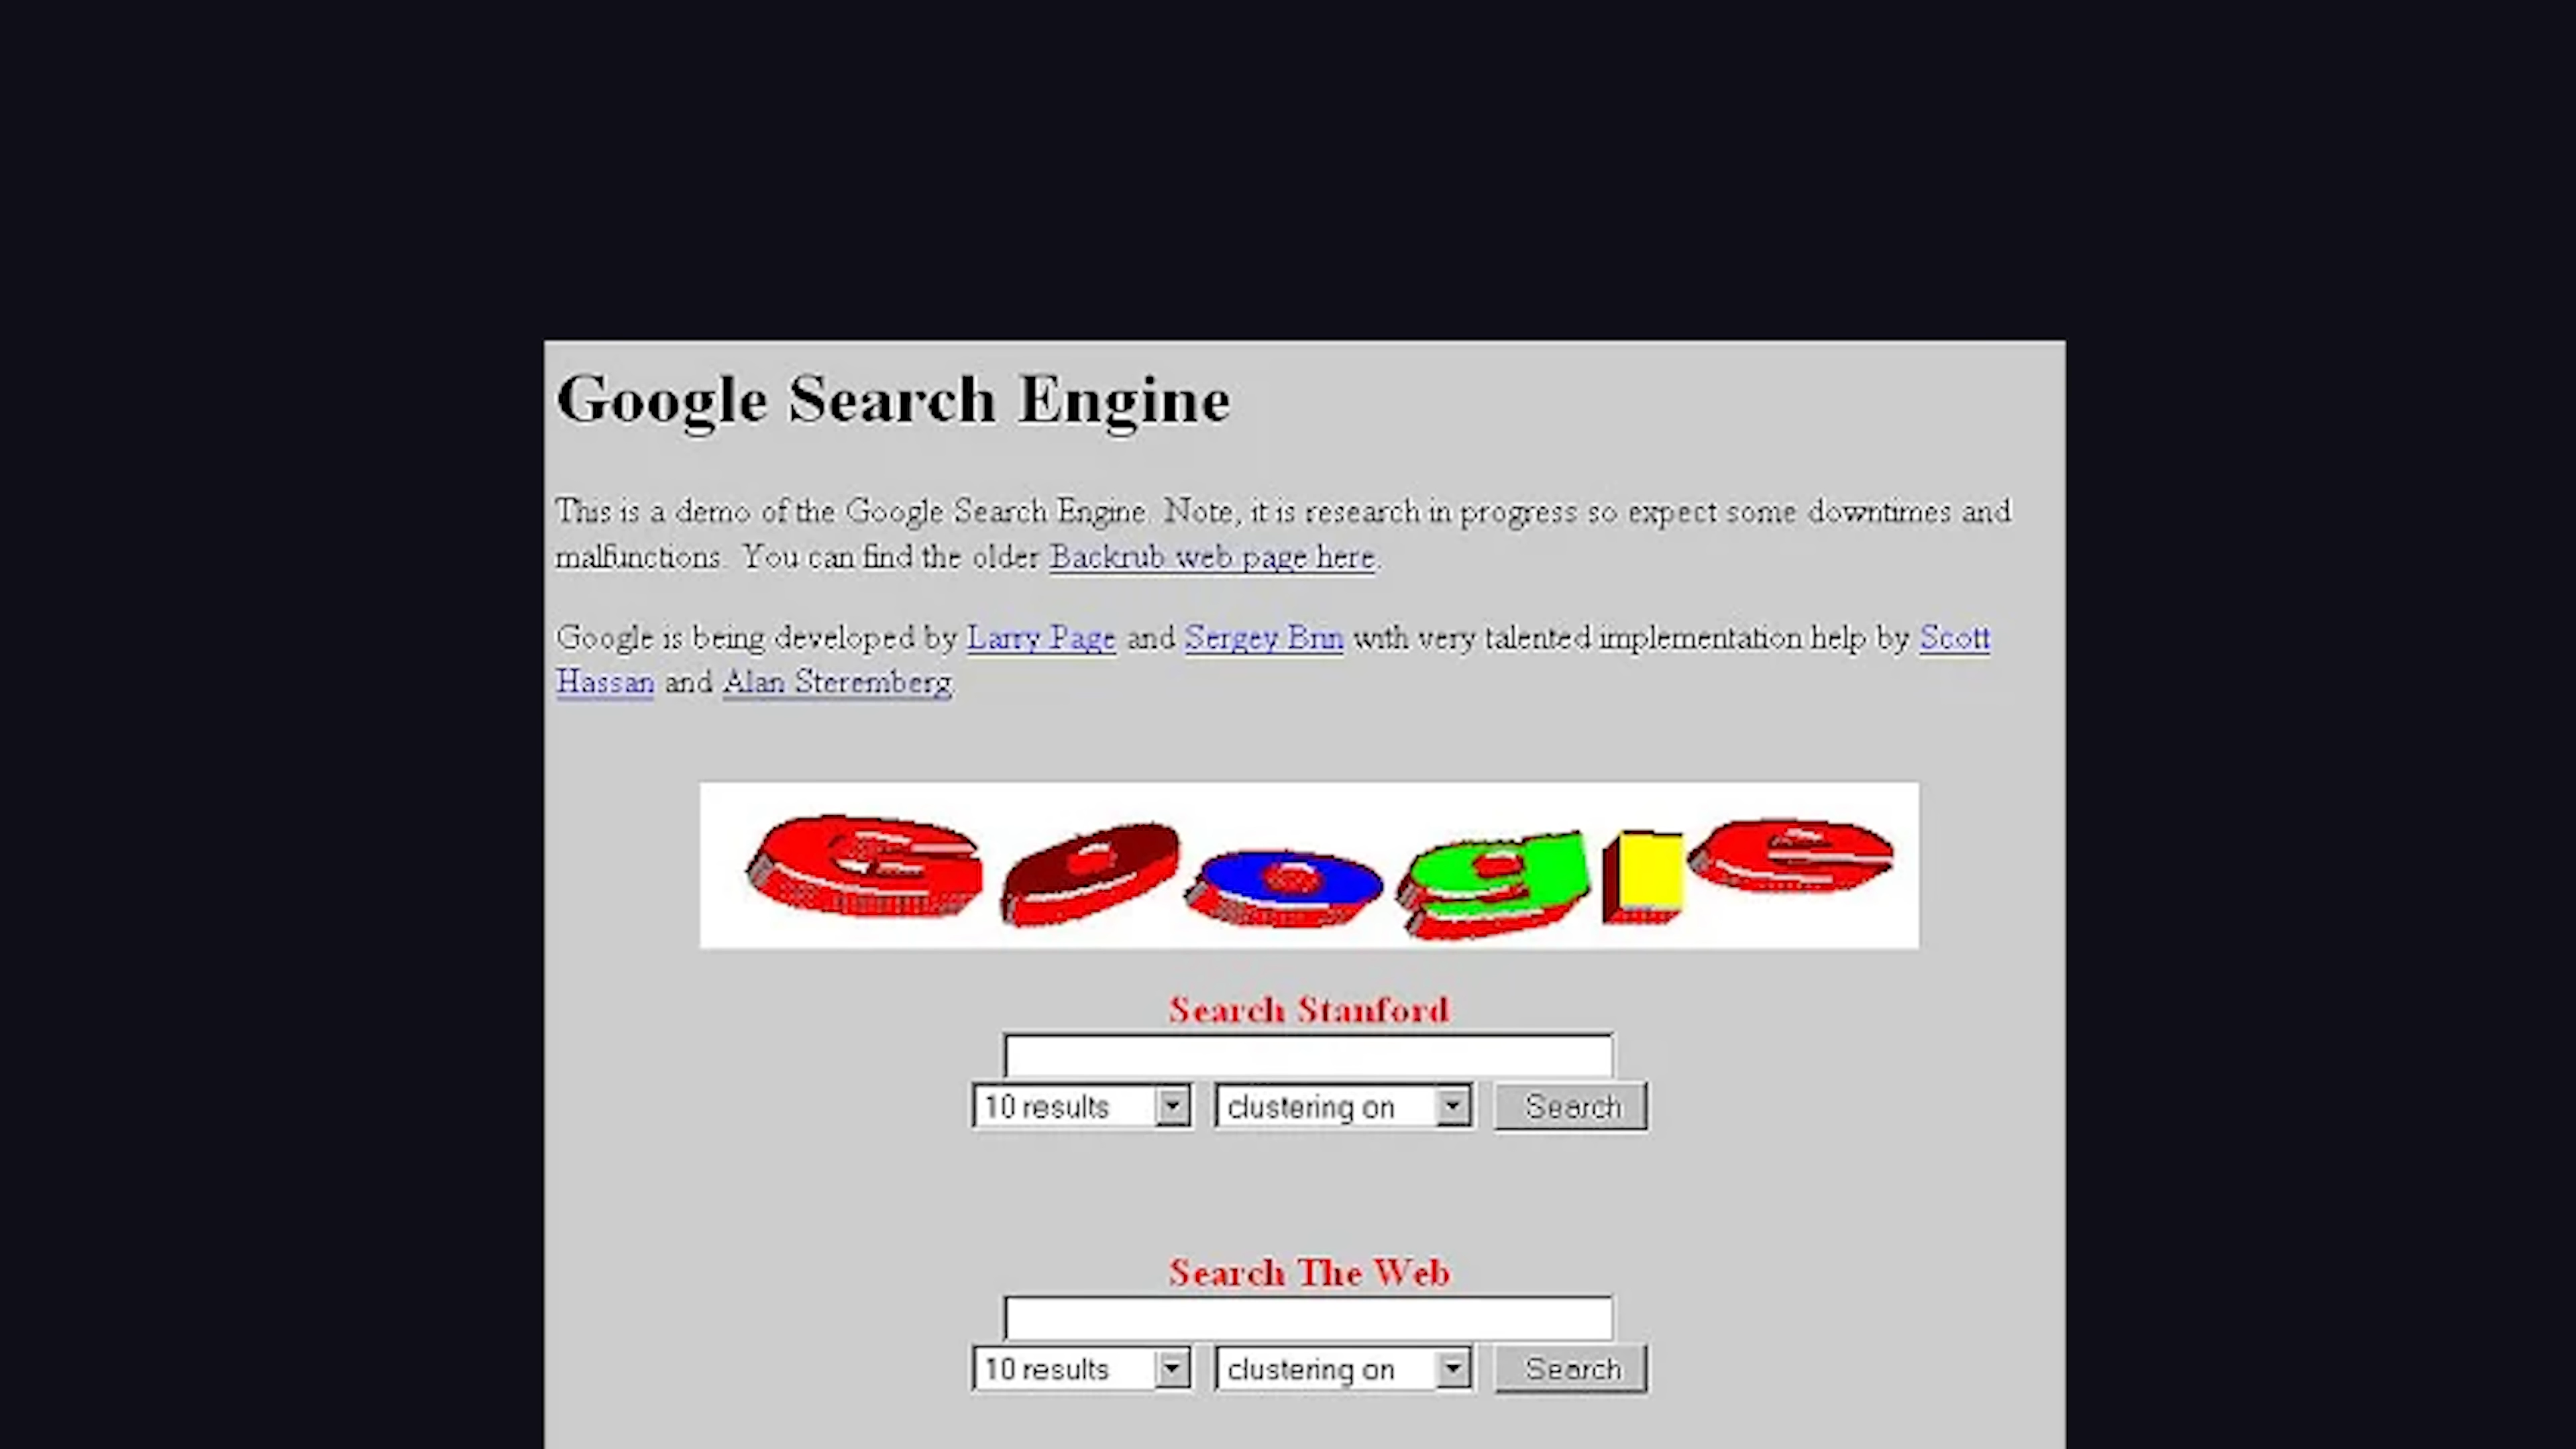 Google Search Engine
This is a demo of the Google Search Engine. Note, it is research in progress so expect some downtimes and
malfunctions. You can find the older Backrub web page here.
Google is being developed by Larry Page and Sergey Brin with very talented implementation help by Scott
Hassan and Alan Steremberg.
Google
Search Stanford
10 results clustering on Search
Search The Web
10 results clustering on Search